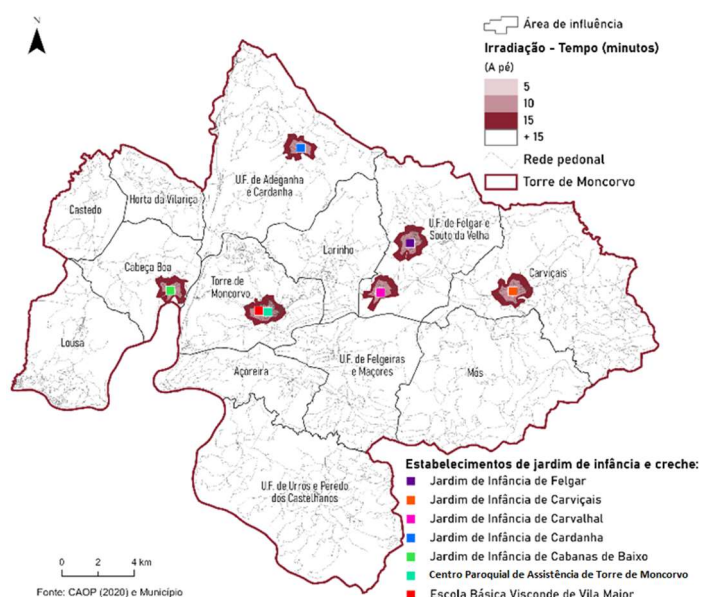 N
Área de influência
Irradiação - Tempo (minutos)
(A pé)
5
10
15
+ 15
Rede pedonal
Torre de Moncorvo
U.F. de Adeganha
e Cardanha
Castedo
Horta da Vilariça
Larinho
U.F. de Felgar e
Souto da Velha
Cabeça Boa
Torre de
Moncorvo
Carviçais
Lousa
Açoreira
U.F. de Felgeiras
e Maçores
Mós
U.F. de Urros e Peredo
dos Castelhanos
Estabelecimentos de jardim de infância e creche:
Jardim de Infância de Felgar
Jardim de Infância de Carviçais
Jardim de Infância de Carvalhal
Jardim de Infância de Cardanha
Jardim de Infância de Cabanas de Baixo
Centro Paroquial de Assistência de Torre de Moncorvo
Escola Básica Visconde de Vila Maior
0 2 4 km
Fonte: CAOP (2020) e Município